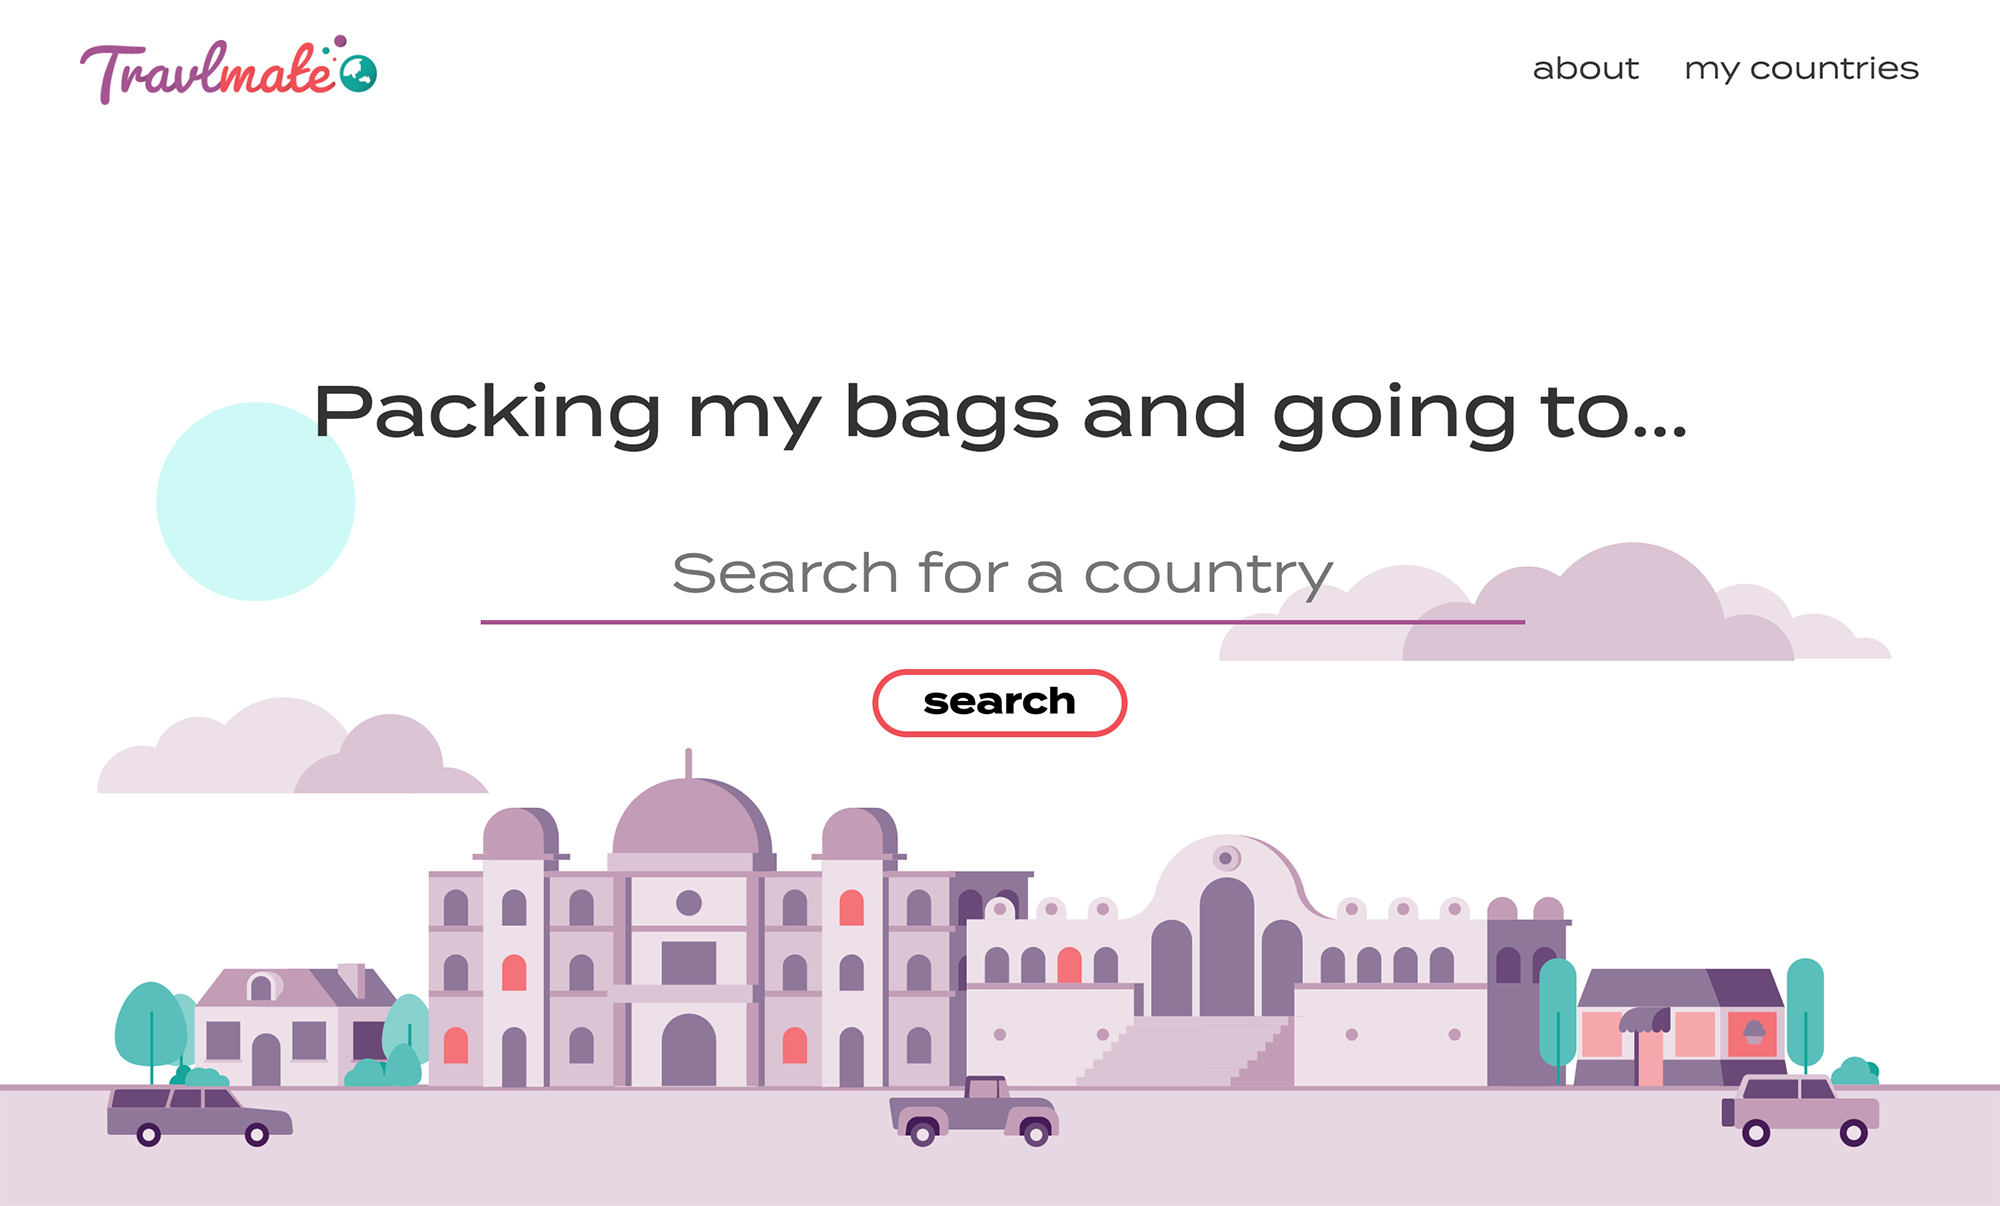 Travlmate
about
my countries
Packing my bags and going to...
Search for a country
search